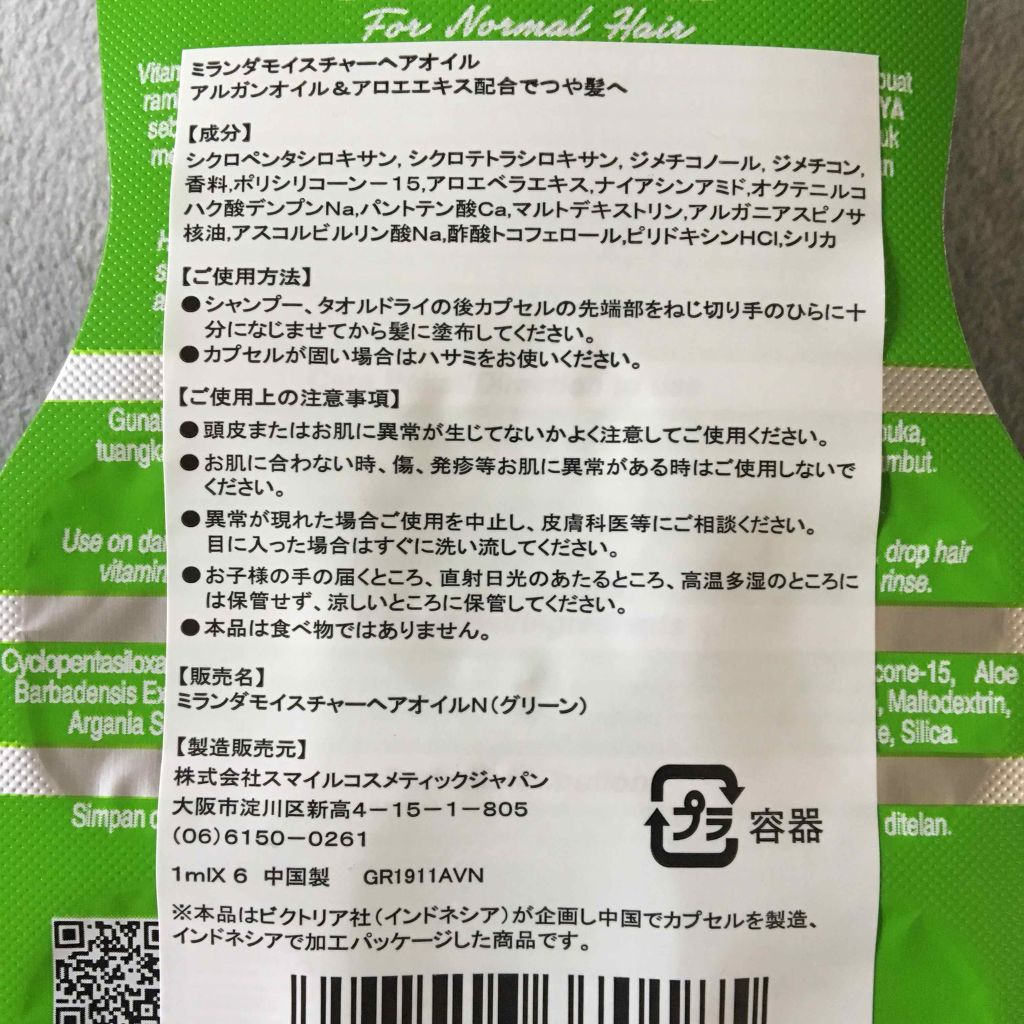 For Normal Hair
ミランダモイスチャーヘアオイル
アルガンオイル＆アロエエキス配合でつや髪へ
【成分】
シクロペンタシロキサン, シクロテトラシロキサン, ジメチコノール, ジメチコン,
香料,ポリシリコーン－15,アロエベラエキス,ナイアシンアミド,オクテニルコ
ハク酸デンプンNa,パントテン酸Ca,マルトデキストリン,アルガニアスピノサ
核油,アスコルビルリン酸Na,酢酸トコフェロール,ピリドキシンHCl,シリカ
【ご使用方法】
●シャンプー、タオルドライの後カプセルの先端部をねじ切り手のひらに十
分になじませてから髪に塗布してください。
●カプセルが固い場合はハサミをお使いください。
【ご使用上の注意事項】
●頭皮またはお肌に異常が生じてないかよく注意してご使用ください。
●お肌に合わない時、傷、発疹等お肌に異常がある時はご使用しないで
ください。
●異常が現れた場合ご使用を中止し、皮膚科医等にご相談ください。
目に入った場合はすぐに洗い流してください。
●お子様の手の届くところ、直射日光のあたるところ、高温多湿のところに
は保管せず、涼しいところに保管してください。
●本品は食べ物ではありません。
【販売名】
ミランダモイスチャーヘアオイルN（グリーン）
【製造販売元】
株式会社スマイルコスメティックジャパン
大阪市淀川区新高4－15－1－805
(06)6150－0261
プラ 容器
1mlX 6 中国製 GR1911AVN
※本品はビクトリア社（インドネシア）が企画し中国でカプセルを製造、
インドネシアで加工パッケージした商品です。
Use on
vitamin
drop hair
rinse.
Cyclopentasiloxa
cone-15, Aloe
Barbadensis Ex
, Maltodextrin,
Argania S
e, Silica.
Simpan
ditelan.